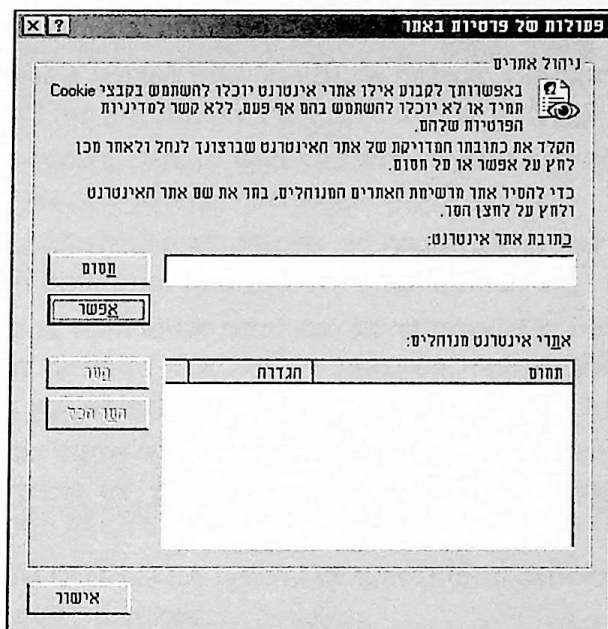 פעולות של פרטיות באתר
ניהול אתרים
באפשרותך לקבוע אילו אתרי אינטרנט יוכלו להשתמש בקבצי Cookie
תמיד או לא יוכלו להשתמש בהם אף פעם, ללא קשר למדיניות
הפרטיות שלהם.
הקלד את כתובתו המדויקת של אתר האינטרנט שברצונך לנהל ולאחר מכן
לחץ על אפשר או על חסום.
כדי להסיר אתר מרשימת האתרים המנוהלים, בחר את שם אתר האינטרנט
ולחץ על לחצן הסר.
כתובת אתר אינטרנט:
חסום
אפשר
אתרי אינטרנט מנוהלים:
תחום הגדרה
הסר
הסר הכל
אישור